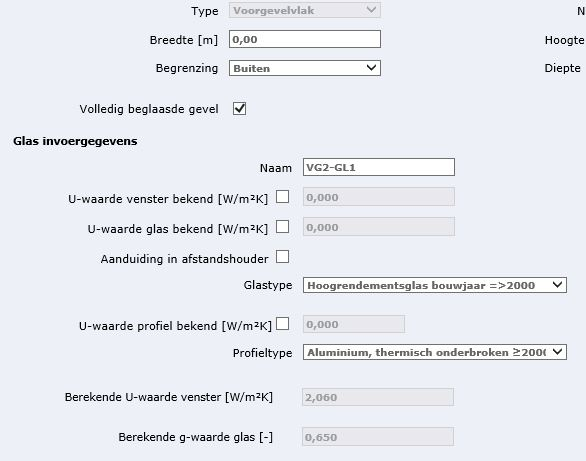 Type Voorgevelvlak N
Breedte [m] 0,00 Hoogte
Begrenzing Buiten Diepte
Volledig beglaasde gevel
Glas invoergegevens
Naam VG2-GL1
U-waarde venster bekend [W/m²K] 0,000
U-waarde glas bekend [W/m²K] 0,000
Aanduiding in afstandshouder
Glastype Hoogrendementsglas bouwjaar =>2000
U-waarde profiel bekend [W/m²K] 0,000
Profieltype Aluminium, thermisch onderbroken ≥2000
Berekende U-waarde venster [W/m²K] 2,060
Berekende g-waarde glas [-] 0,650